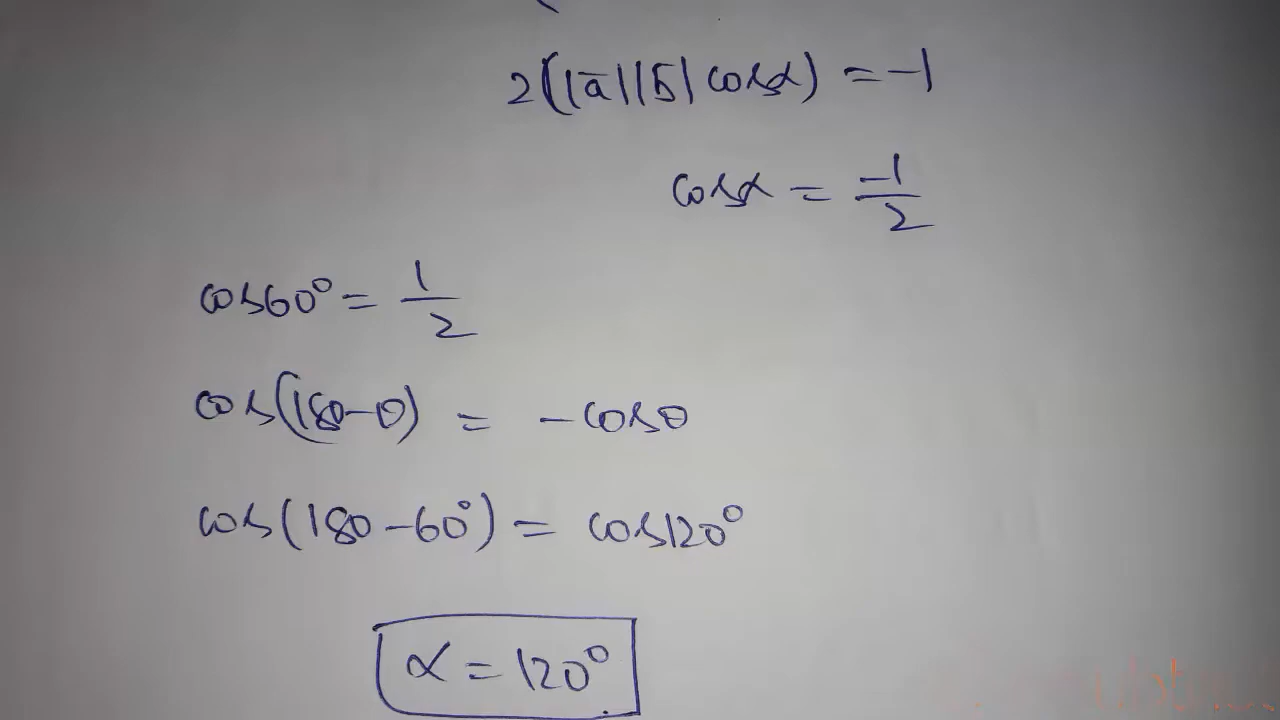 2(|a̅||b̅| cosα) = -1
cosα = -1/2
cos60° = 1/2
cos(180-θ) = -cosθ
cos(180-60°) = cos120°
α = 120°